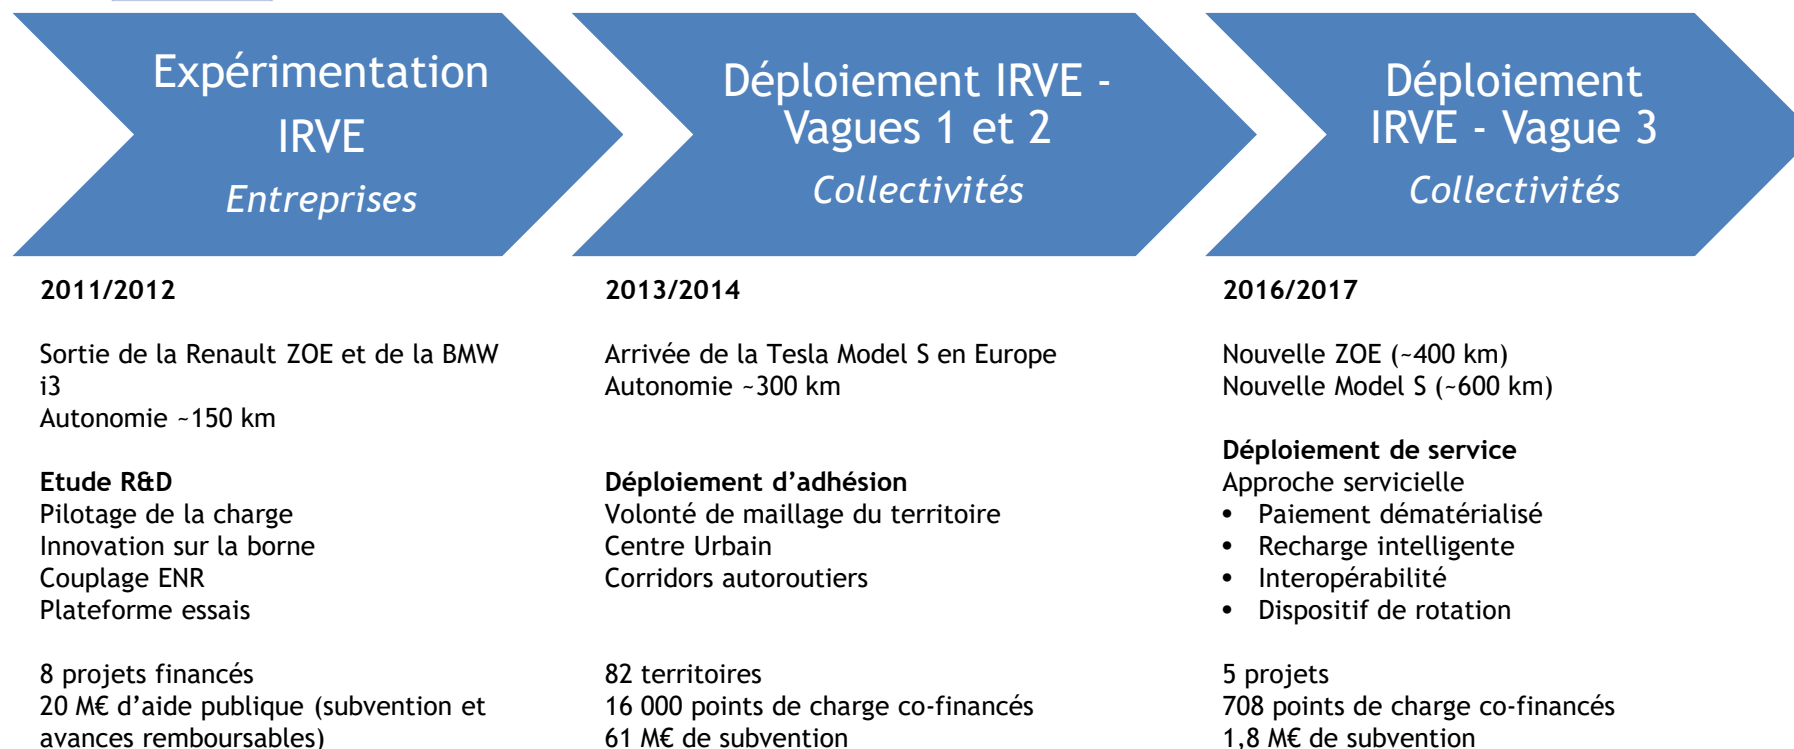 Expérimentation
IRVE
Entreprises
Déploiement IRVE -
Vagues 1 et 2
Collectivités
Déploiement
IRVE - Vague 3
Collectivités
2011/2012
Sortie de la Renault ZOE et de la BMW
i3
Autonomie ~150 km
Etude R&D
Pilotage de la charge
Innovation sur la borne
Couplage ENR
Plateforme essais
8 projets financés
20 M€ d’aide publique (subvention et
avances remboursables)
2013/2014
Arrivée de la Tesla Model S en Europe
Autonomie ~300 km
Déploiement d’adhésion
Volonté de maillage du territoire
Centre Urbain
Corridors autoroutiers
82 territoires
16 000 points de charge co-financés
61 M€ de subvention
2016/2017
Nouvelle ZOE (~400 km)
Nouvelle Model S (~600 km)
Déploiement de service
Approche servicielle
• Paiement dématérialisé
• Recharge intelligente
• Interopérabilité
• Dispositif de rotation
5 projets
708 points de charge co-financés
1,8 M€ de subvention